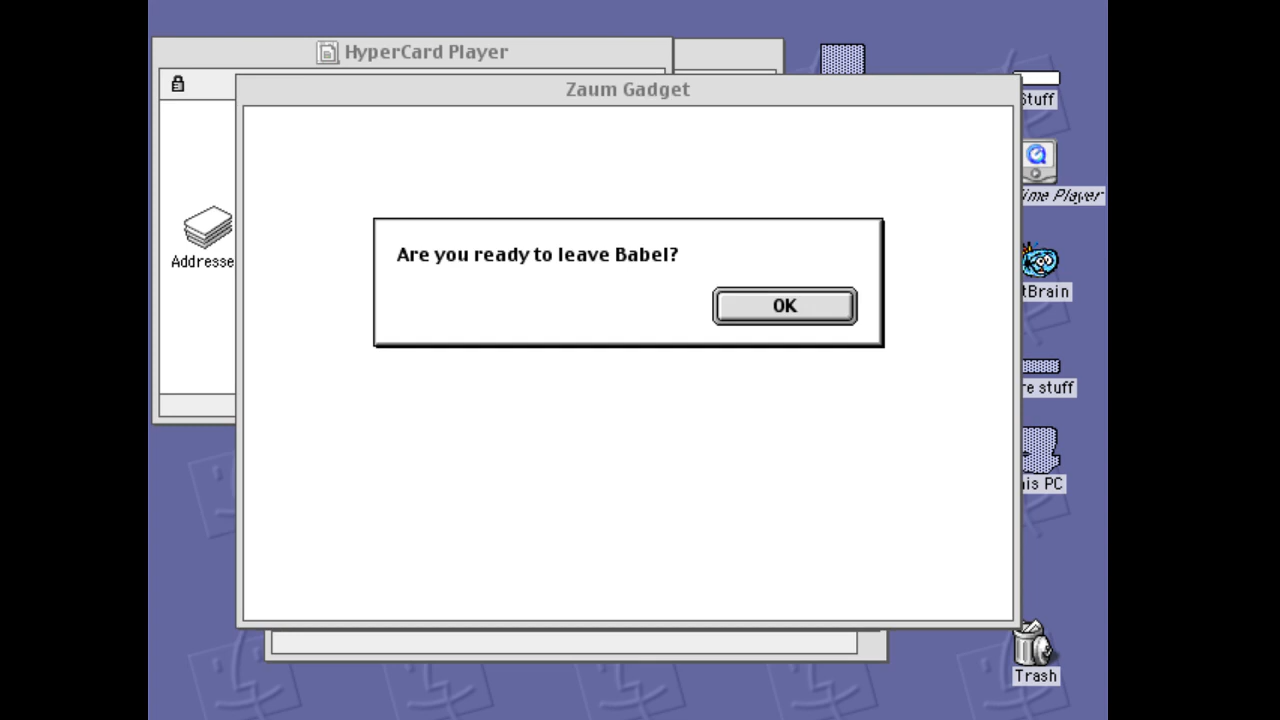 HyperCard Player
Zaum Gadget
Stuff
ime Player
Are you ready to leave Babel?
Addresse
tBrain
OK
re stuff
is PC
Trash